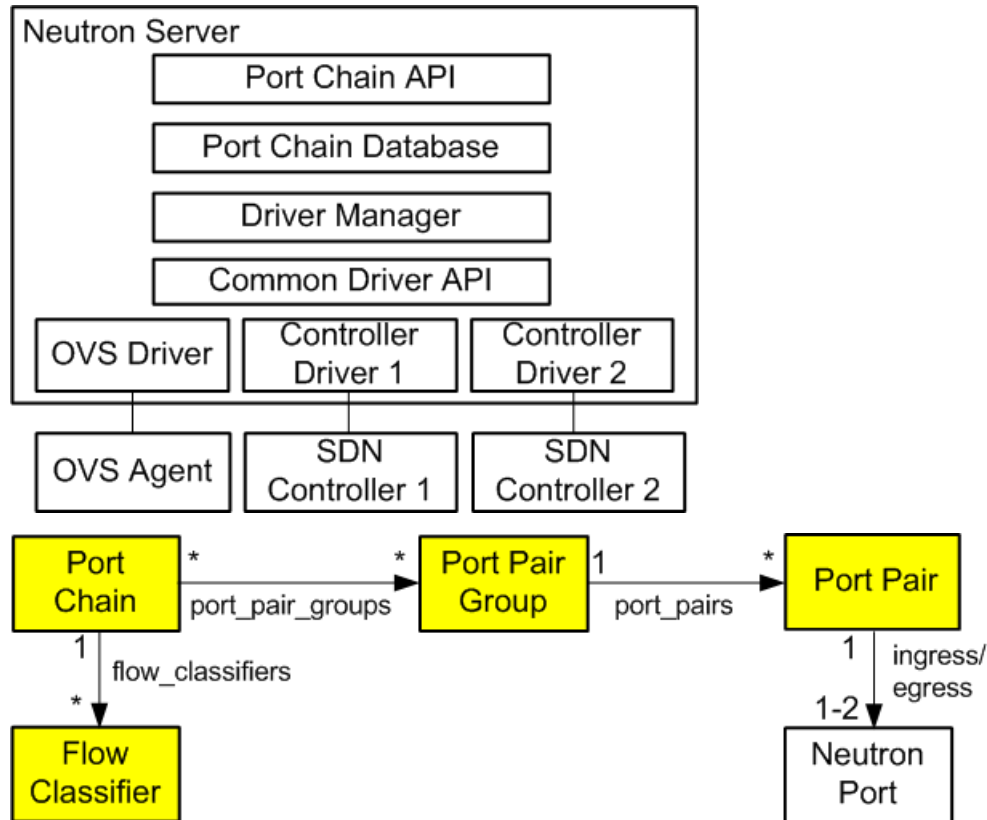 Neutron Server
Port Chain API
Port Chain Database
Driver Manager
Common Driver API
OVS Driver
Controller
Driver 1
Controller
Driver 2
OVS Agent
SDN
Controller 1
SDN
Controller 2
Port
Chain
*
*
port_pair_groups
Port Pair
Group
1
*
port_pairs
Port Pair
1
flow_classifiers
*
Flow
Classifier
1
ingress/
egress
1-2
Neutron
Port